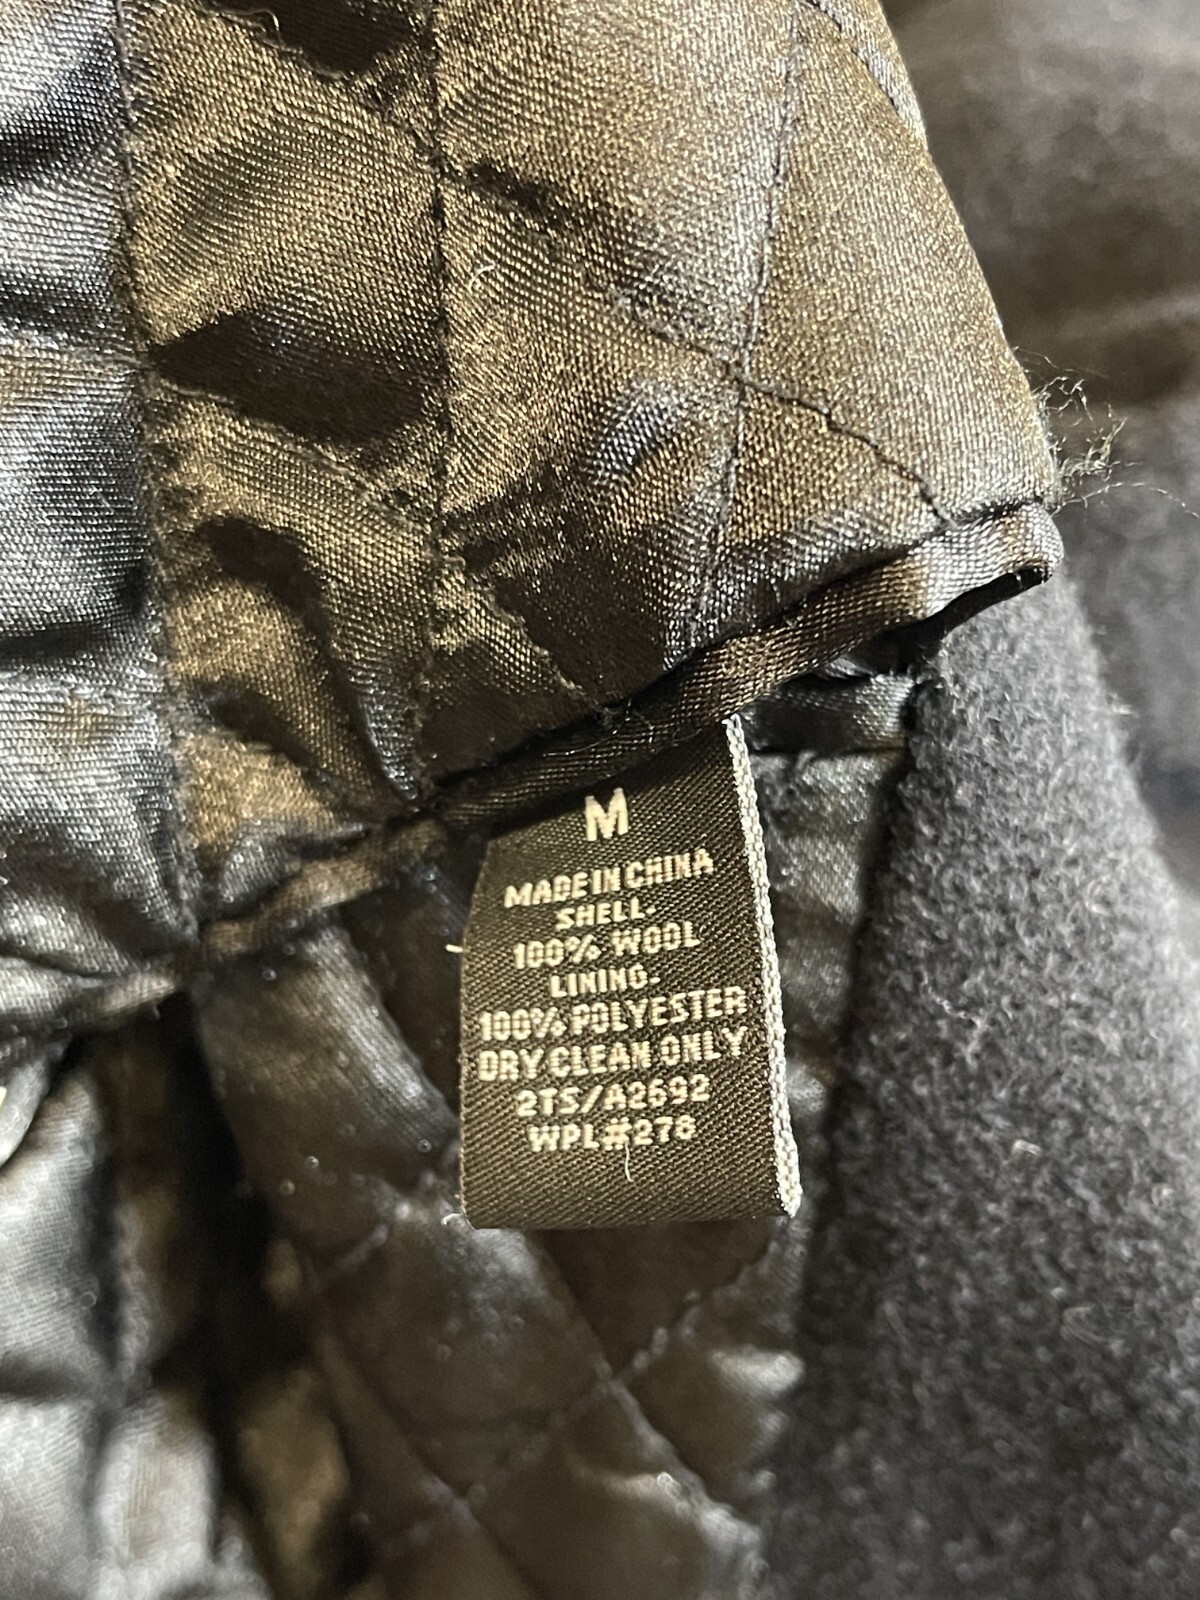 M
MADE IN CHINA
SHELL-
100% WOOL
LINING-
100% POLYESTER
DRY CLEAN ONLY
2TS/A2692
WPL#278